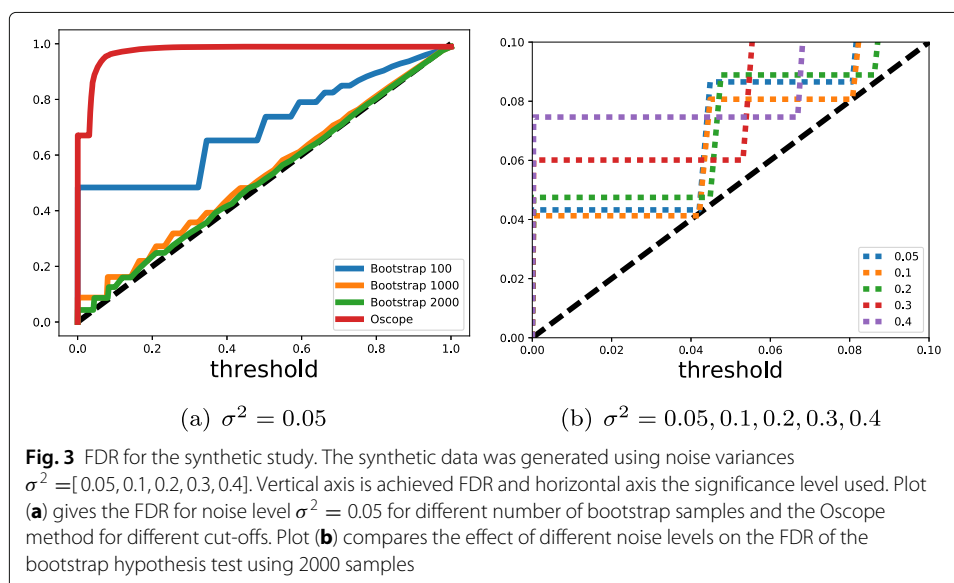 1.0
0.8
0.6
0.4
0.2
0.0
0.0 0.2 0.4 0.6 0.8 1.0
threshold
Bootstrap 100
Bootstrap 1000
Bootstrap 2000
Oscope
(a) σ² = 0.05
0.10
0.08
0.06
0.04
0.02
0.00
0.00 0.02 0.04 0.06 0.08 0.10
threshold
0.05
0.1
0.2
0.3
0.4
(b) σ² = 0.05, 0.1, 0.2, 0.3, 0.4
Fig. 3 FDR for the synthetic study. The synthetic data was generated using noise variances
σ² =[ 0.05, 0.1, 0.2, 0.3, 0.4]. Vertical axis is achieved FDR and horizontal axis the significance level used. Plot
(a) gives the FDR for noise level σ² = 0.05 for different number of bootstrap samples and the Oscope
method for different cut-offs. Plot (b) compares the effect of different noise levels on the FDR of the
bootstrap hypothesis test using 2000 samples